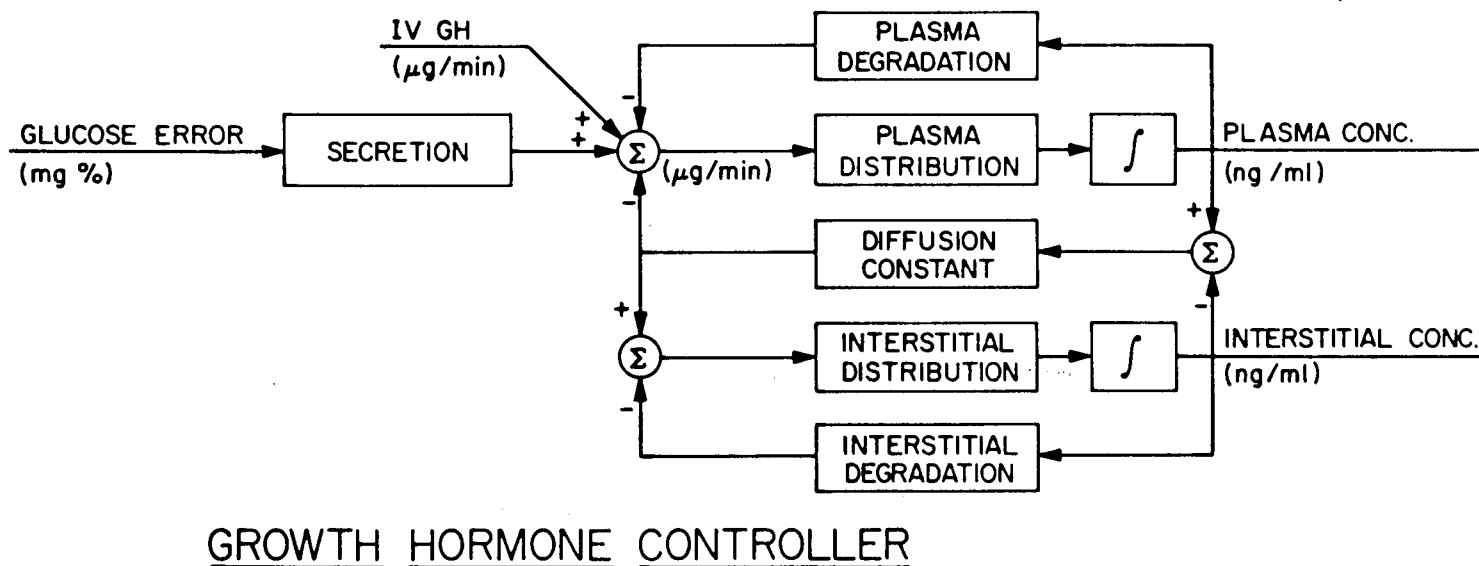 IV GH
(μg/min)
PLASMA
DEGRADATION
-
GLUCOSE ERROR
(mg %)
SECRETION
+
+
Σ
(μg/min)
PLASMA
DISTRIBUTION
∫
PLASMA CONC.
(ng/ml)
-
+
DIFFUSION
CONSTANT
Σ
+
-
Σ
INTERSTITIAL
DISTRIBUTION
∫
INTERSTITIAL CONC.
(ng/ml)
-
INTERSTITIAL
DEGRADATION
GROWTH HORMONE CONTROLLER